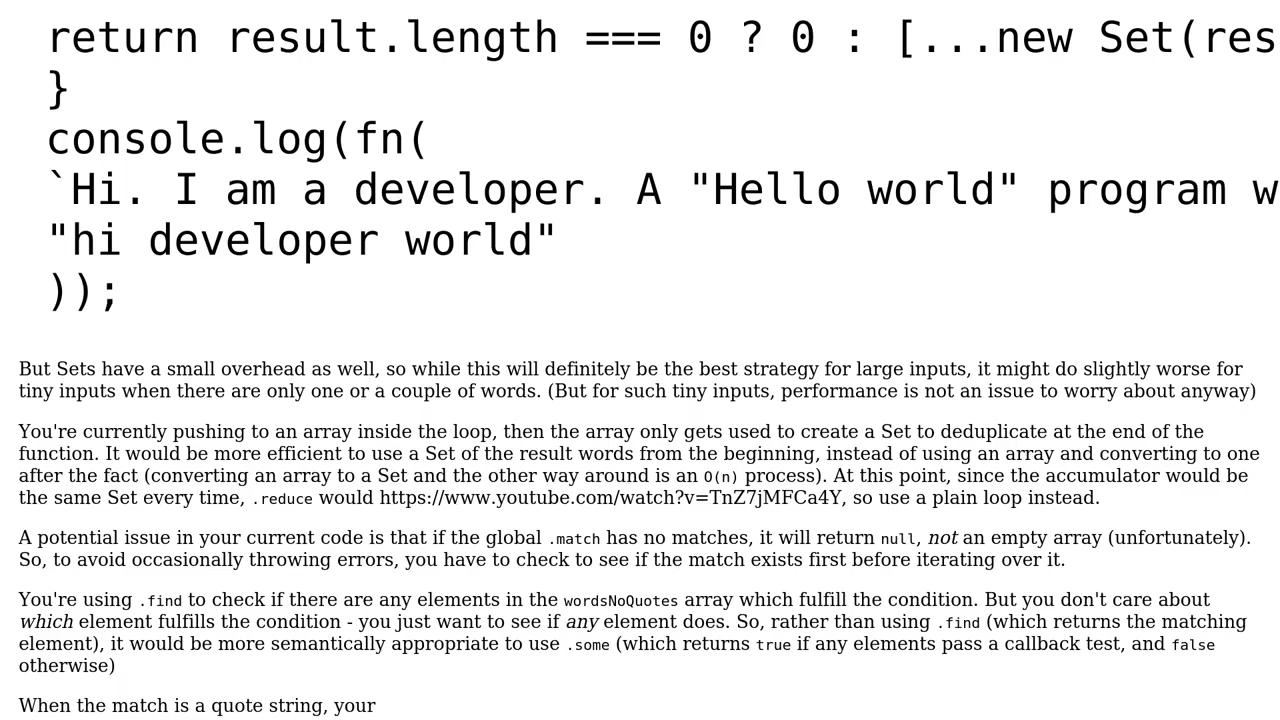 return result.length === 0 ? 0 : [...new Set(res
}
console.log(fn(
`Hi. I am a developer. A "Hello world" program w
"hi developer world"
));
But Sets have a small overhead as well, so while this will definitely be the best strategy for large inputs, it might do slightly worse for
tiny inputs when there are only one or a couple of words. (But for such tiny inputs, performance is not an issue to worry about anyway)
You're currently pushing to an array inside the loop, then the array only gets used to create a Set to deduplicate at the end of the
function. It would be more efficient to use a Set of the result words from the beginning, instead of using an array and converting to one
after the fact (converting an array to a Set and the other way around is an O(n) process). At this point, since the accumulator would be
the same Set every time, .reduce would https://www.youtube.com/watch?v=TnZ7jMFCa4Y, so use a plain loop instead.
A potential issue in your current code is that if the global .match has no matches, it will return null, not an empty array (unfortunately).
So, to avoid occasionally throwing errors, you have to check to see if the match exists first before iterating over it.
You're using .find to check if there are any elements in the wordsNoQuotes array which fulfill the condition. But you don't care about
which element fulfills the condition - you just want to see if any element does. So, rather than using .find (which returns the matching
element), it would be more semantically appropriate to use .some (which returns true if any elements pass a callback test, and false
otherwise)
When the match is a quote string, your